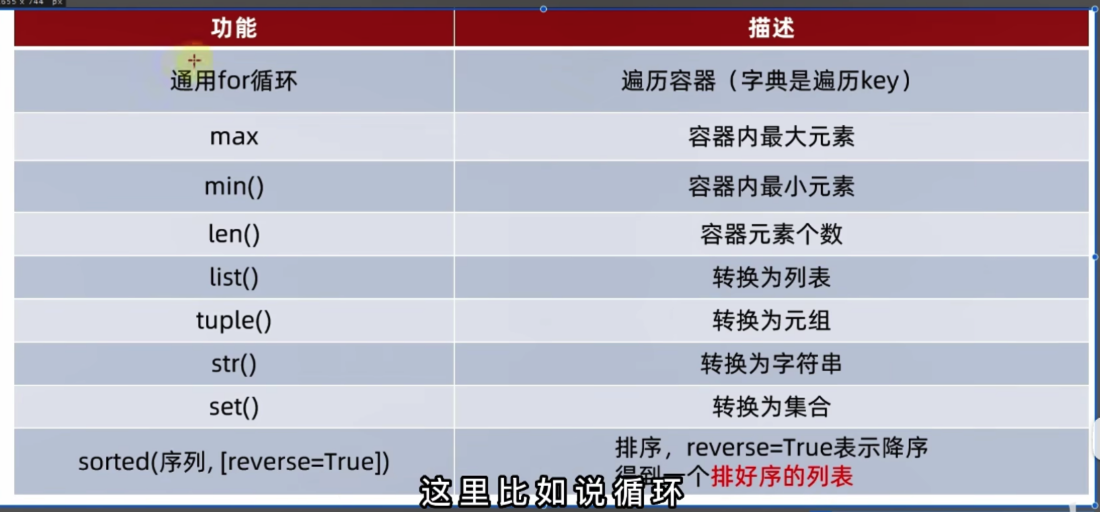 功能 描述
通用for循环 遍历容器（字典是遍历key）
max 容器内最大元素
min() 容器内最小元素
len() 容器元素个数
list() 转换为列表
tuple() 转换为元组
str() 转换为字符串
set() 转换为集合
sorted(序列, [reverse=True]) 排序，reverse=True表示降序
得到一个排好序的列表
这里比如说循环